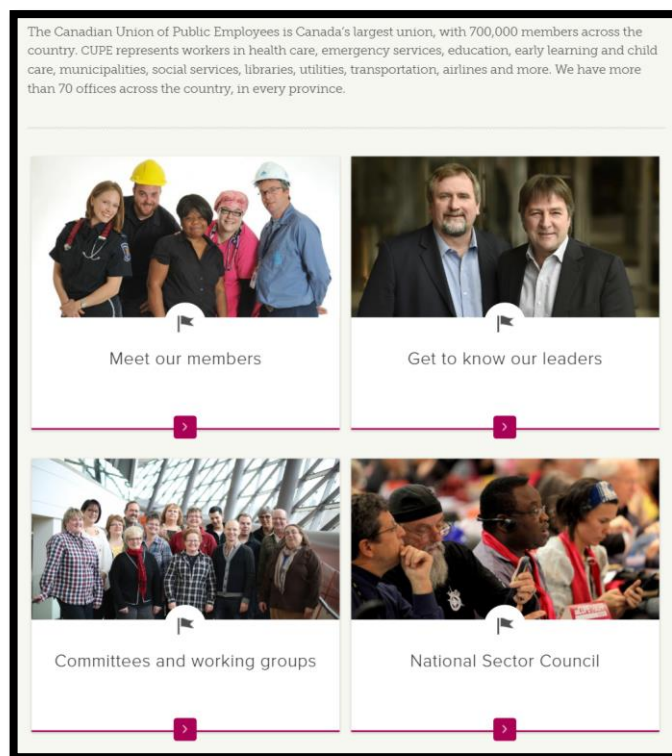 The Canadian Union of Public Employees is Canada's largest union, with 700,000 members across the
country. CUPE represents workers in health care, emergency services, education, early learning and child
care, municipalities, social services, libraries, utilities, transportation, airlines and more. We have more
than 70 offices across the country, in every province.
Meet our members
Get to know our leaders
Committees and working groups
National Sector Council